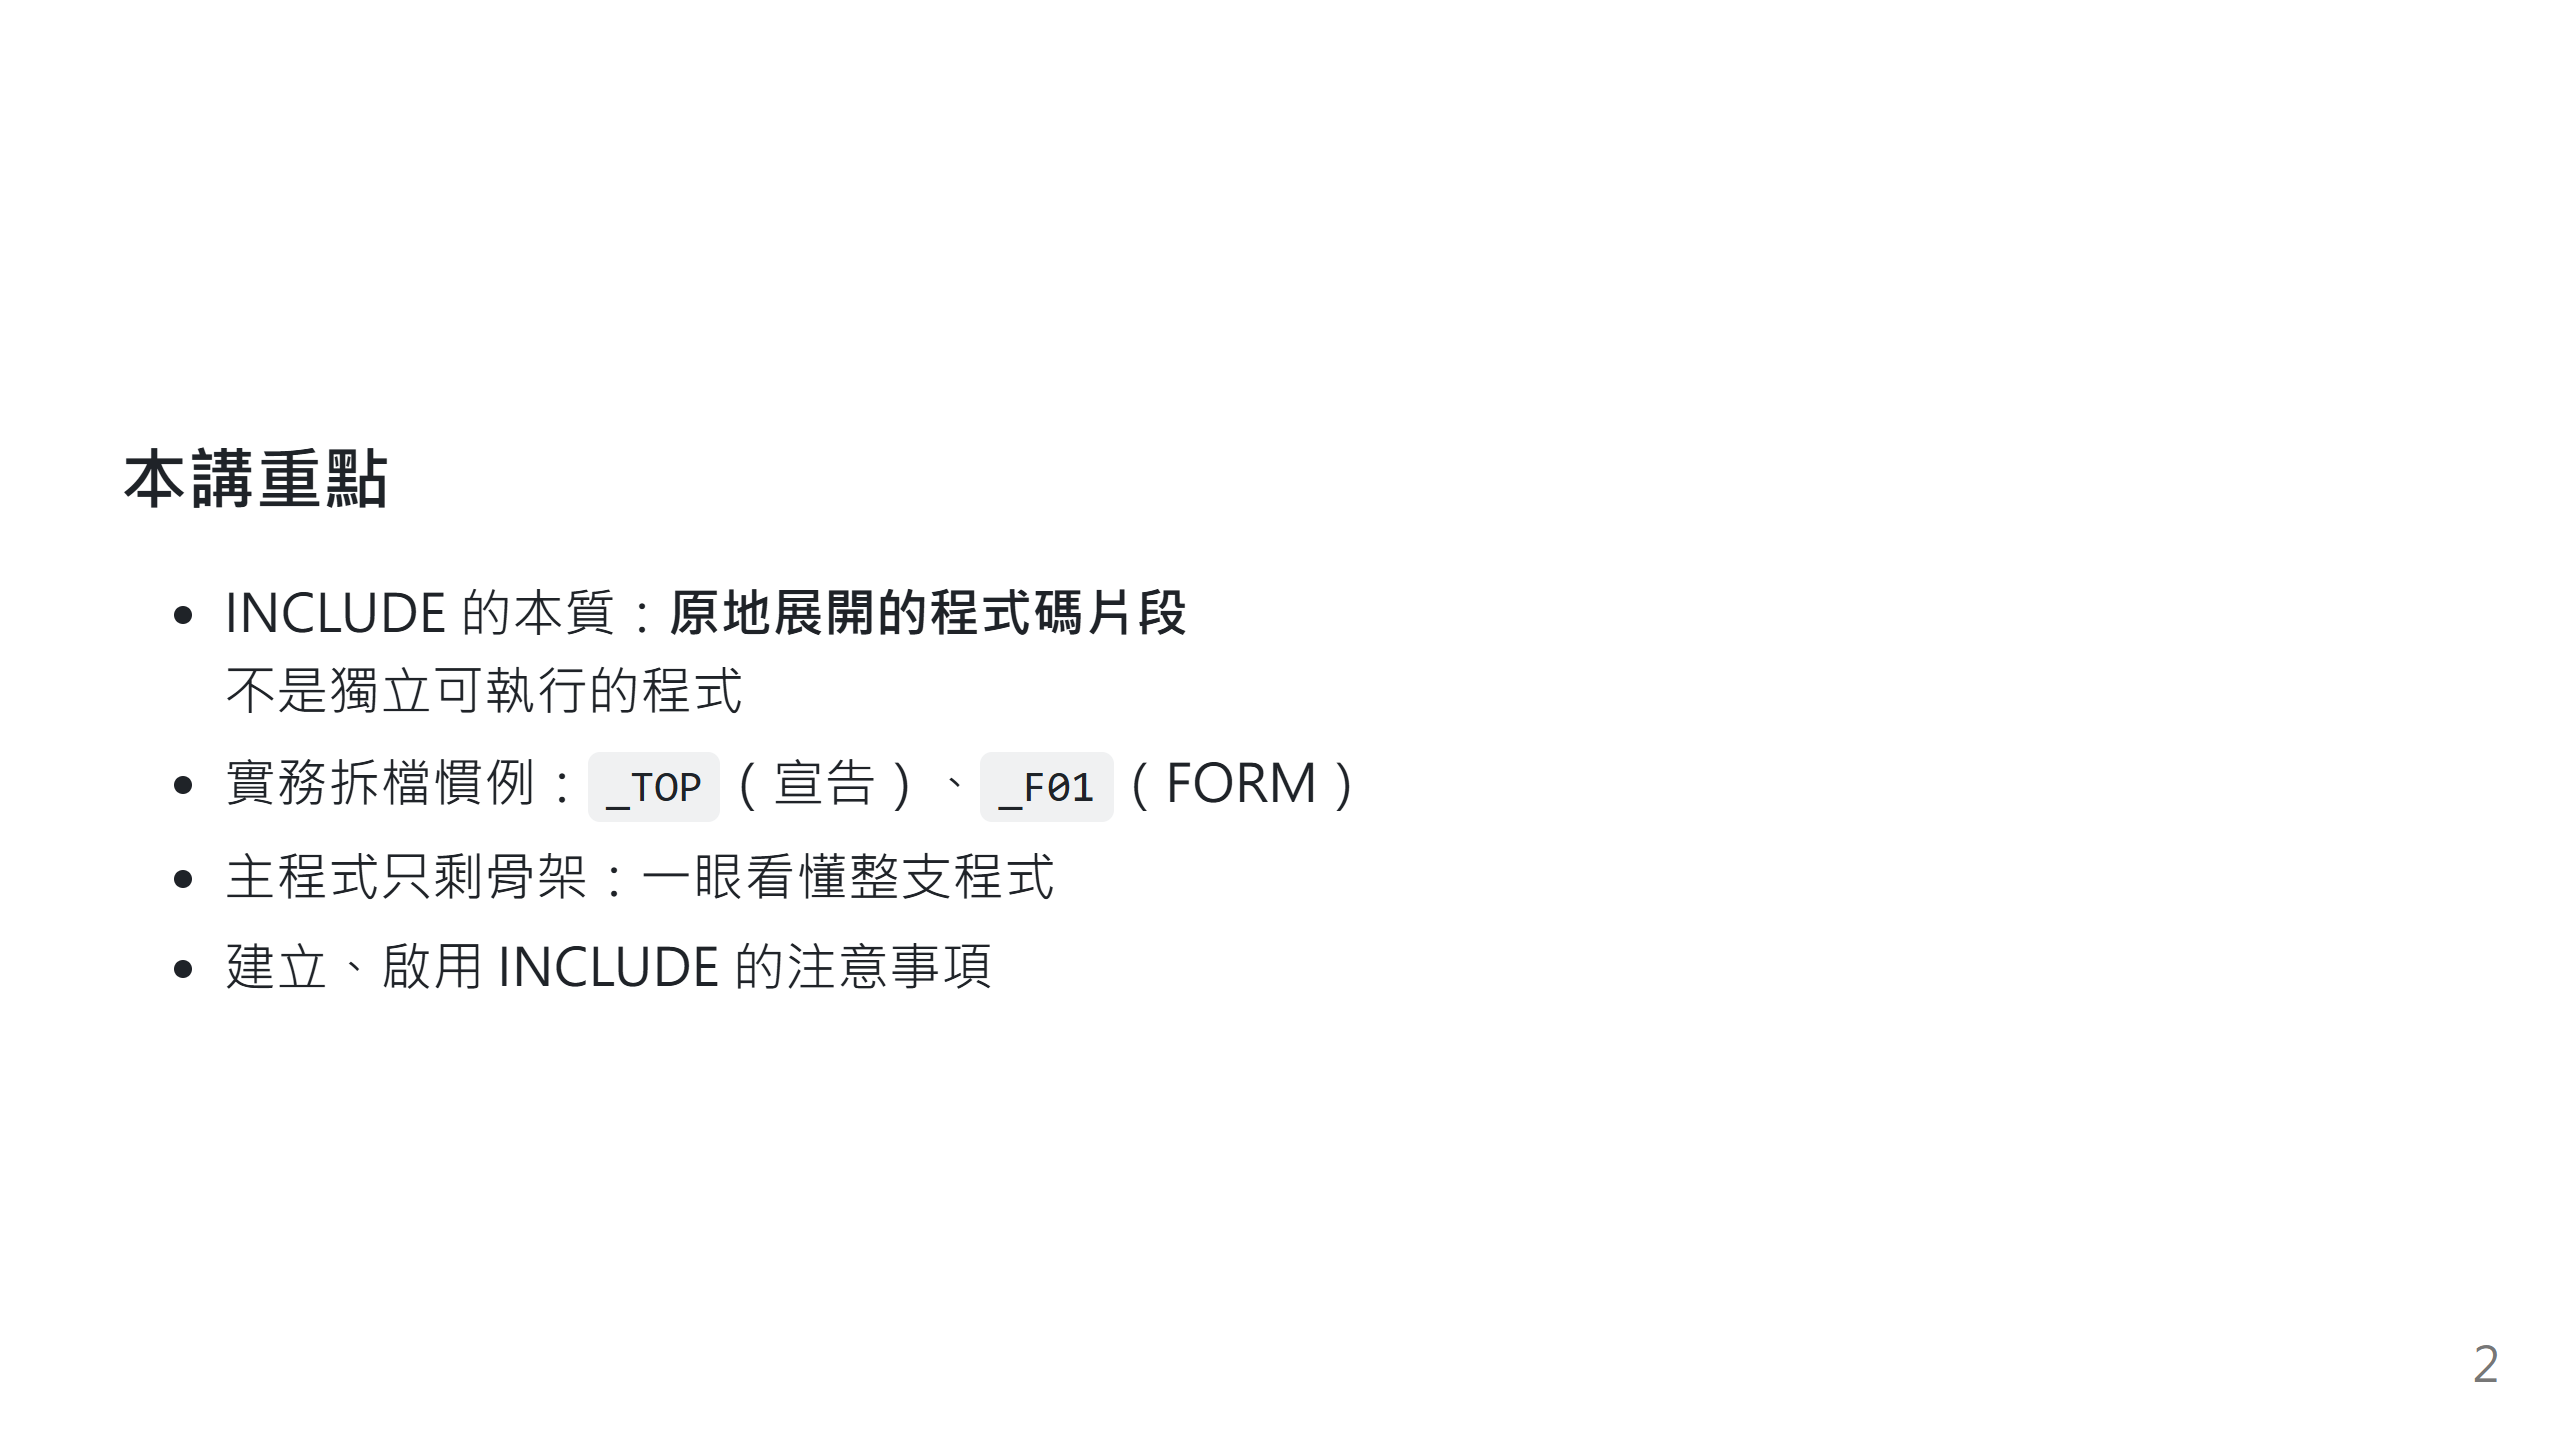 本講重點
• INCLUDE 的本質：原地展開的程式碼片段
不是獨立可執行的程式
• 實務拆檔慣例：_TOP（宣告）、_F01（FORM）
• 主程式只剩骨架：一眼看懂整支程式
• 建立、啟用 INCLUDE 的注意事項
2